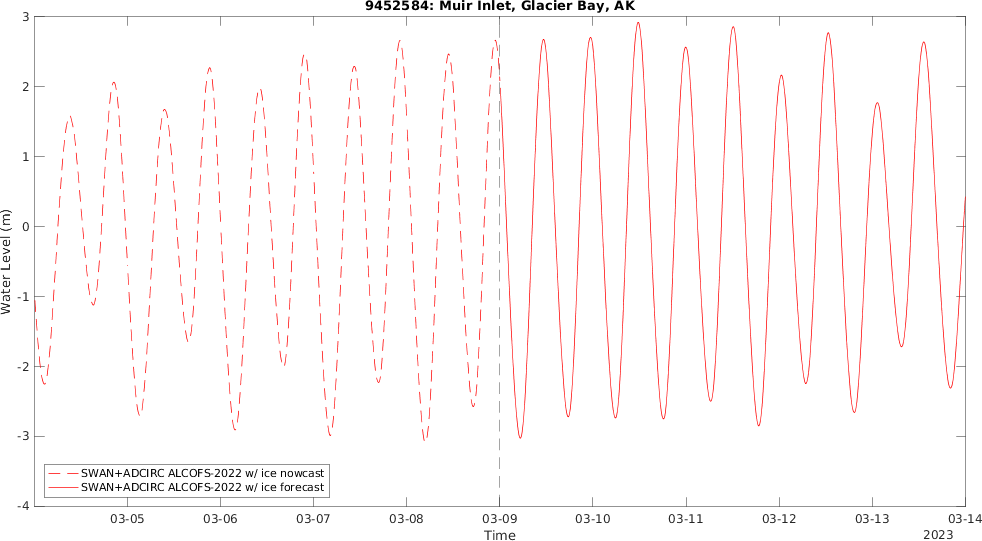 9452584: Muir Inlet, Glacier Bay, AK
Water Level (m)
3
2
1
0
-1
-2
-3
-4
SWAN+ADCIRC ALCOFS-2022 w/ ice nowcast
SWAN+ADCIRC ALCOFS-2022 w/ ice forecast
03-05 03-06 03-07 03-08 03-09 03-10 03-11 03-12 03-13 03-14
Time
2023